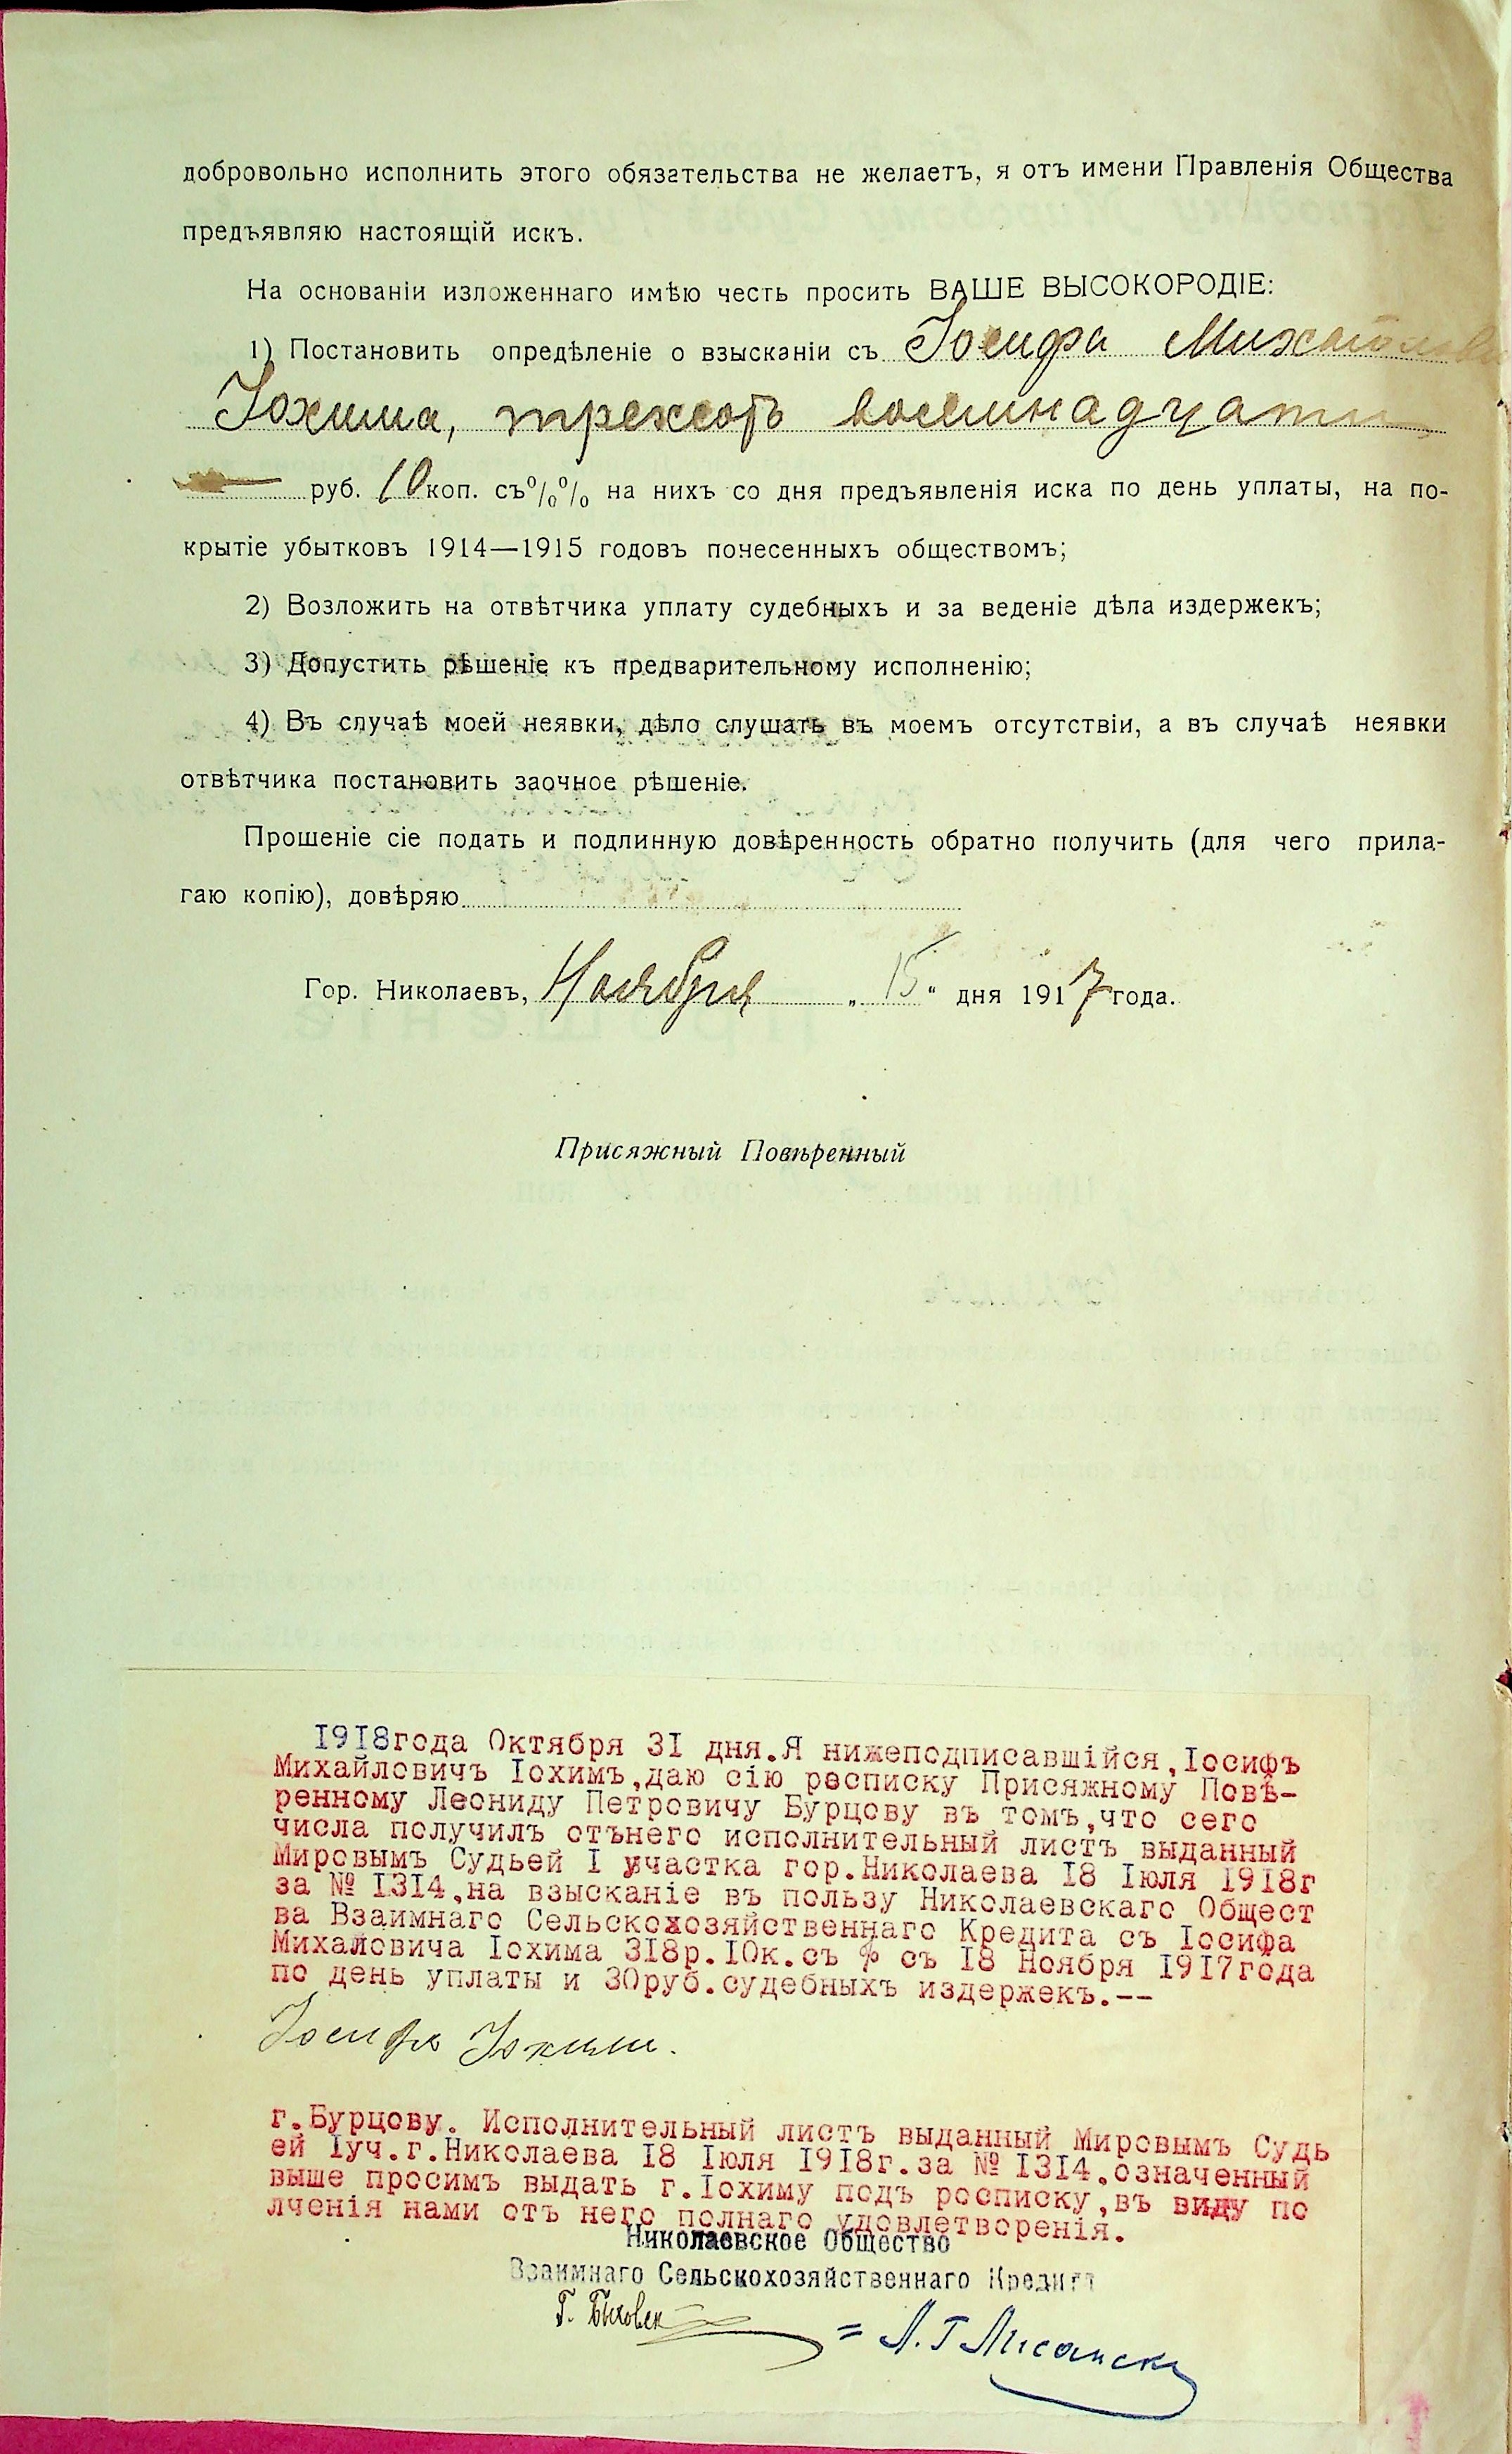 добровольно исполнить этого обязательства не желаетъ, я отъ имени Правленія Общества
предъявляю настоящій искъ.
На основаніи изложеннаго имѣю честь просить ВАШЕ ВЫСОКОРОДІЕ:
1) Постановить опредѣленіе о взысканіи съ Іосифа Михайлова
Іохима, трехсотъ восемнадцати
руб. 10 коп. съ %% на нихъ со дня предъявленія иска по день уплаты, на по-
крытіе убытковъ 1914—1915 годовъ понесенныхъ обществомъ;
2) Возложить на отвѣтчика уплату судебныхъ и за веденіе дѣла издержекъ;
3) Допустить рѣшеніе къ предварительному исполненію;
4) Въ случаѣ моей неявки, дѣло слушать въ моемъ отсутствіи, а въ случаѣ неявки
отвѣтчика постановить заочное рѣшеніе.
Прошеніе сіе подать и подлинную довѣренность обратно получить (для чего прила-
гаю копію), довѣряю
Гор. Николаевъ, Ноября „ 15 “ дня 1917 года.
Присяжный Повѣренный
1918года Октября 31 дня.Я нижеподписавшійся,Іосифъ
Михайловичъ Іохимъ,даю сію росписку Присяжному Повѣ-
ренному Леониду Петровичу Бурцову въ томъ,что сего
числа получилъ отънего исполнительный листъ выданный
Мировымъ Судьей I участка гор.Николаева 18 Іюля 1918г
за № 1314,на взысканіе въ пользу Николаевскаго Общест
ва Взаимнаго Сельскохозяйственнаго Кредита съ Іосифа
Михайловича Іохима 318р.10к.съ % съ 18 Ноября 1917года
по день уплаты и 30руб.судебныхъ издержекъ.--
Іосифъ Іохимъ.
г.Бурцову. Исполнительный листъ выданный Мировымъ Судь
ей Iуч.г.Николаева 18 Іюля 1918г.за № 1314,означенный
выше просимъ выдать г.Іохиму подъ росписку,въ виду по
лченія нами отъ него полнаго удовлетворенія.
Николаевское Общество
Взаимнаго Сельскохозяйственнаго Кредита
Г.
Л. Г.